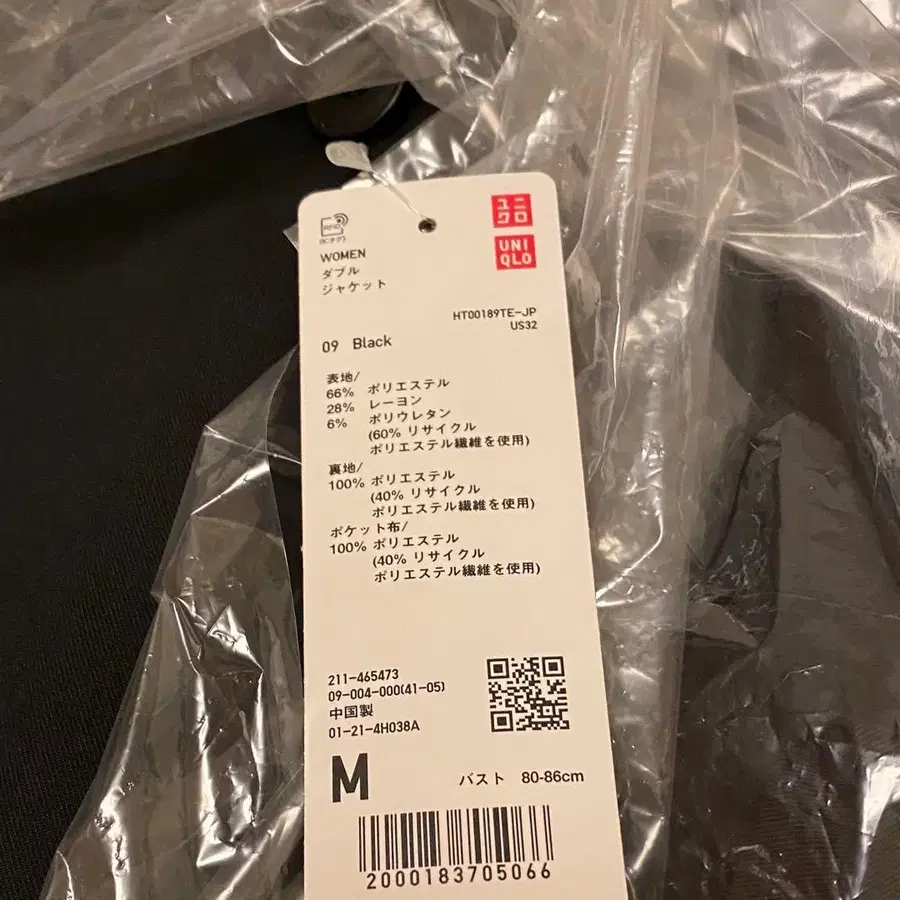 ユニ
クロ
UNI
QLO
RFID
(ICタグ)
WOMEN
ダブル
ジャケット
HT00189TE-JP
US32
09 Black
表地/
66% ポリエステル
28% レーヨン
6% ポリウレタン
(60% リサイクル
ポリエステル繊維を使用)
裏地/
100% ポリエステル
(40% リサイクル
ポリエステル繊維を使用)
ポケット布/
100% ポリエステル
(40% リサイクル
ポリエステル繊維を使用)
211-465473
09-004-000(41-05)
中国製
01-21-4H038A
M バスト 80-86cm
2000183705066